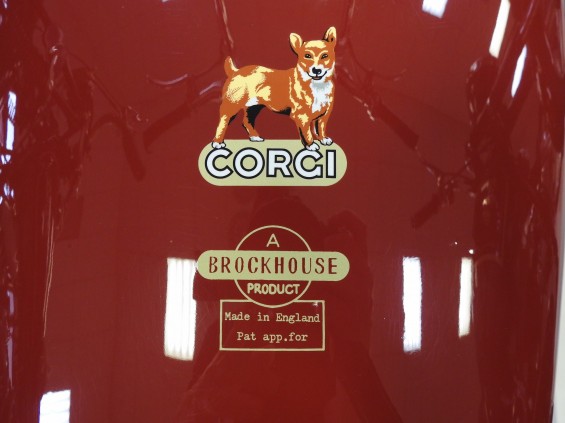 CORGI
A
BROCKHOUSE
PRODUCT
Made in England
Pat app.for